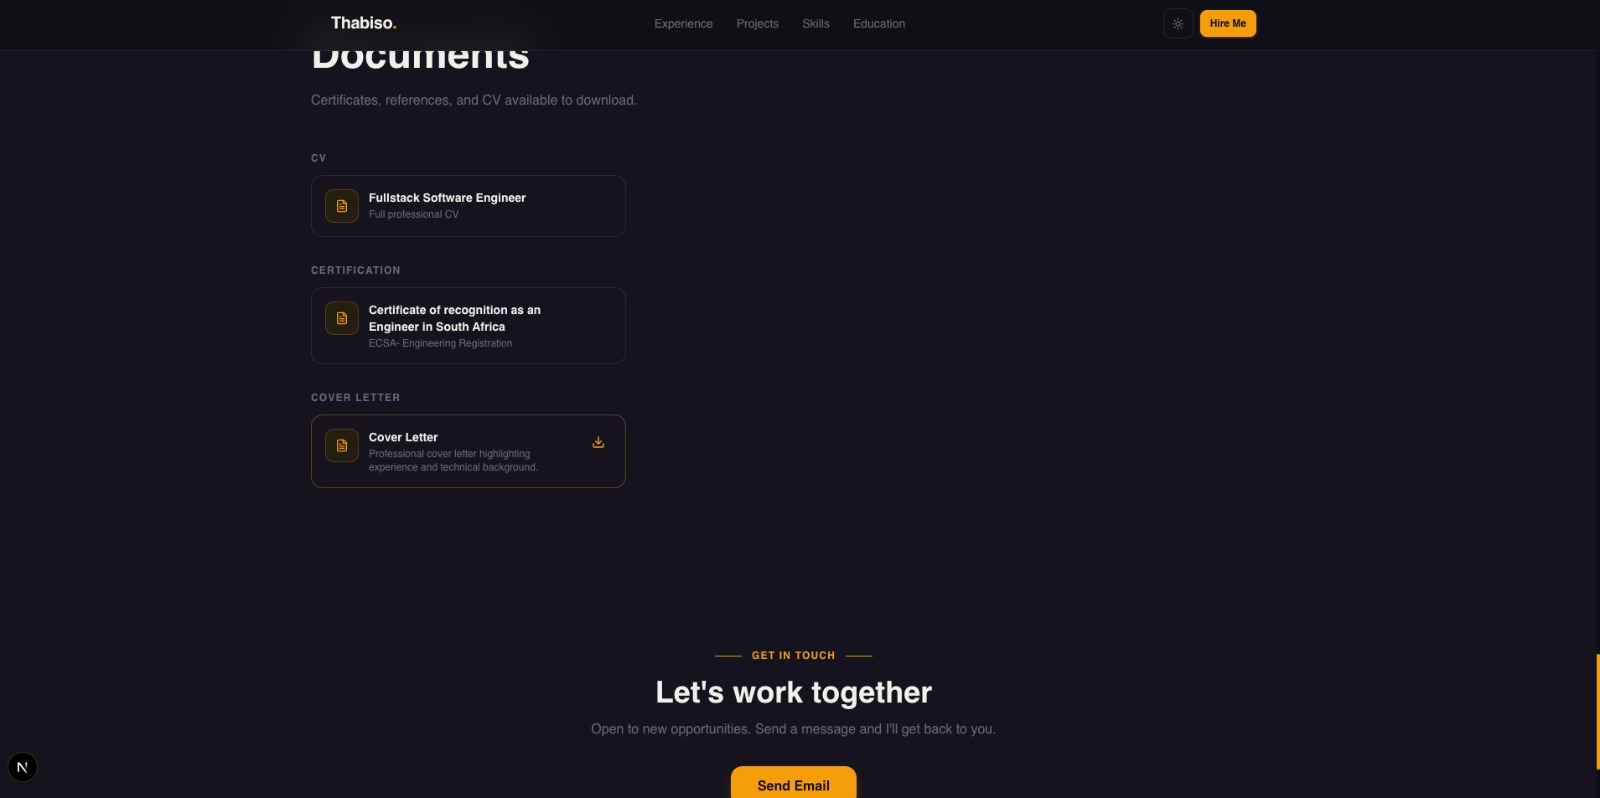 Thabiso.
Experience
Projects
Skills
Education
Hire Me
Documents
Certificates, references, and CV available to download.
CV
Fullstack Software Engineer
Full professional CV
CERTIFICATION
Certificate of recognition as an
Engineer in South Africa
ECSA- Engineering Registration
COVER LETTER
Cover Letter
Professional cover letter highlighting
experience and technical background.
GET IN TOUCH
Let's work together
Open to new opportunities. Send a message and I'll get back to you.
N
Send Email